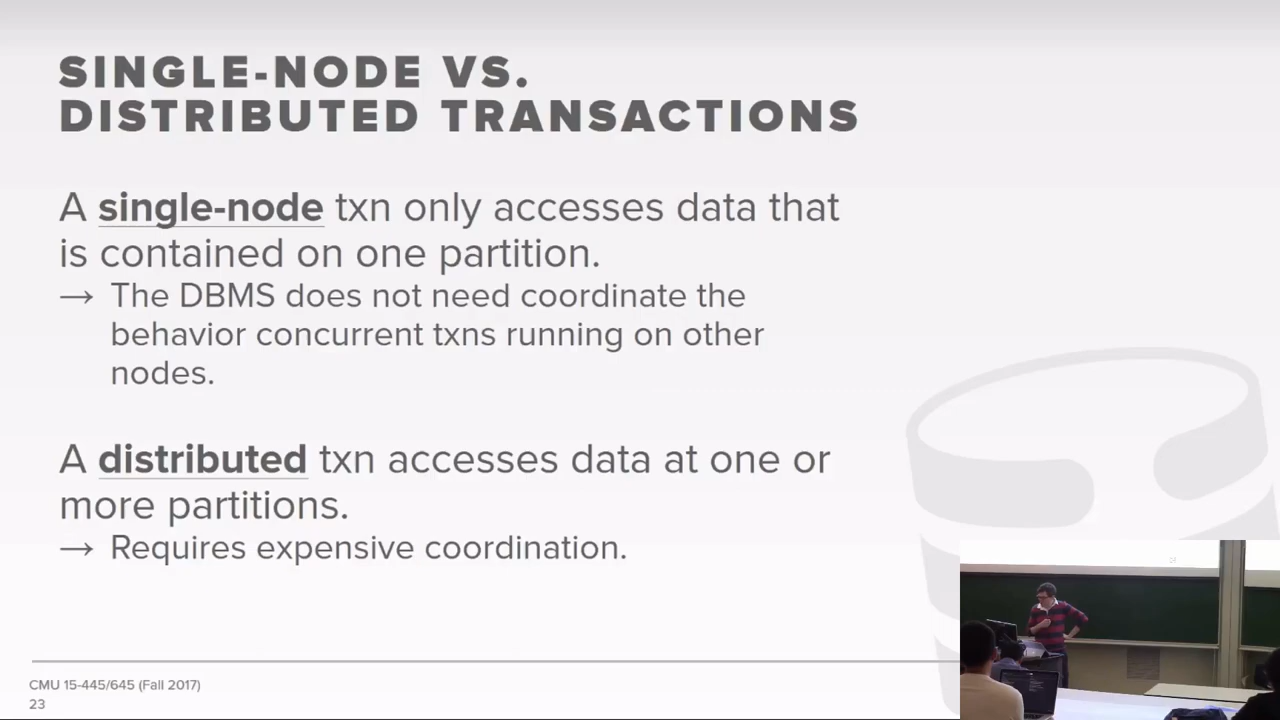 SINGLE-NODE VS.
DISTRIBUTED TRANSACTIONS
A single-node txn only accesses data that
is contained on one partition.
→ The DBMS does not need coordinate the
behavior concurrent txns running on other
nodes.
A distributed txn accesses data at one or
more partitions.
→ Requires expensive coordination.
CMU 15-445/645 (Fall 2017)
23